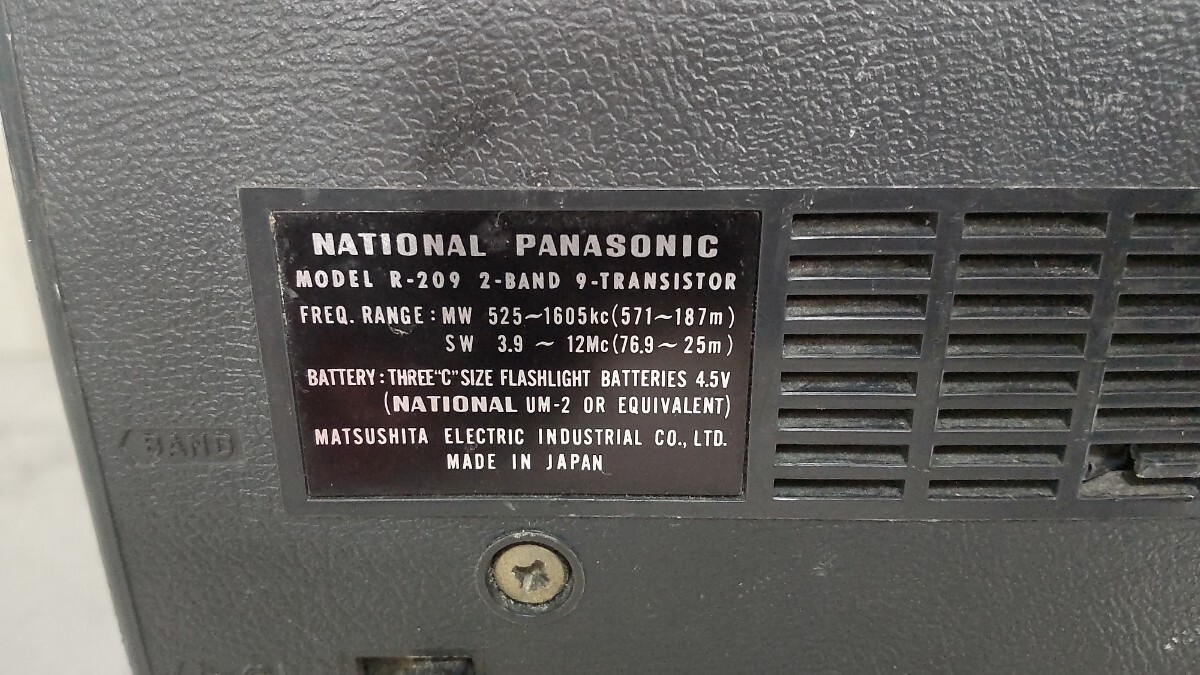 NATIONAL PANASONIC
MODEL R-209 2-BAND 9-TRANSISTOR
FREQ. RANGE: MW 525~1605kc(571~187m)
SW 3.9 ~ 12Mc(76.9~25m)
BATTERY: THREE "C" SIZE FLASHLIGHT BATTERIES 4.5V
(NATIONAL UM-2 OR EQUIVALENT)
MATSUSHITA ELECTRIC INDUSTRIAL CO., LTD.
MADE IN JAPAN
BAND